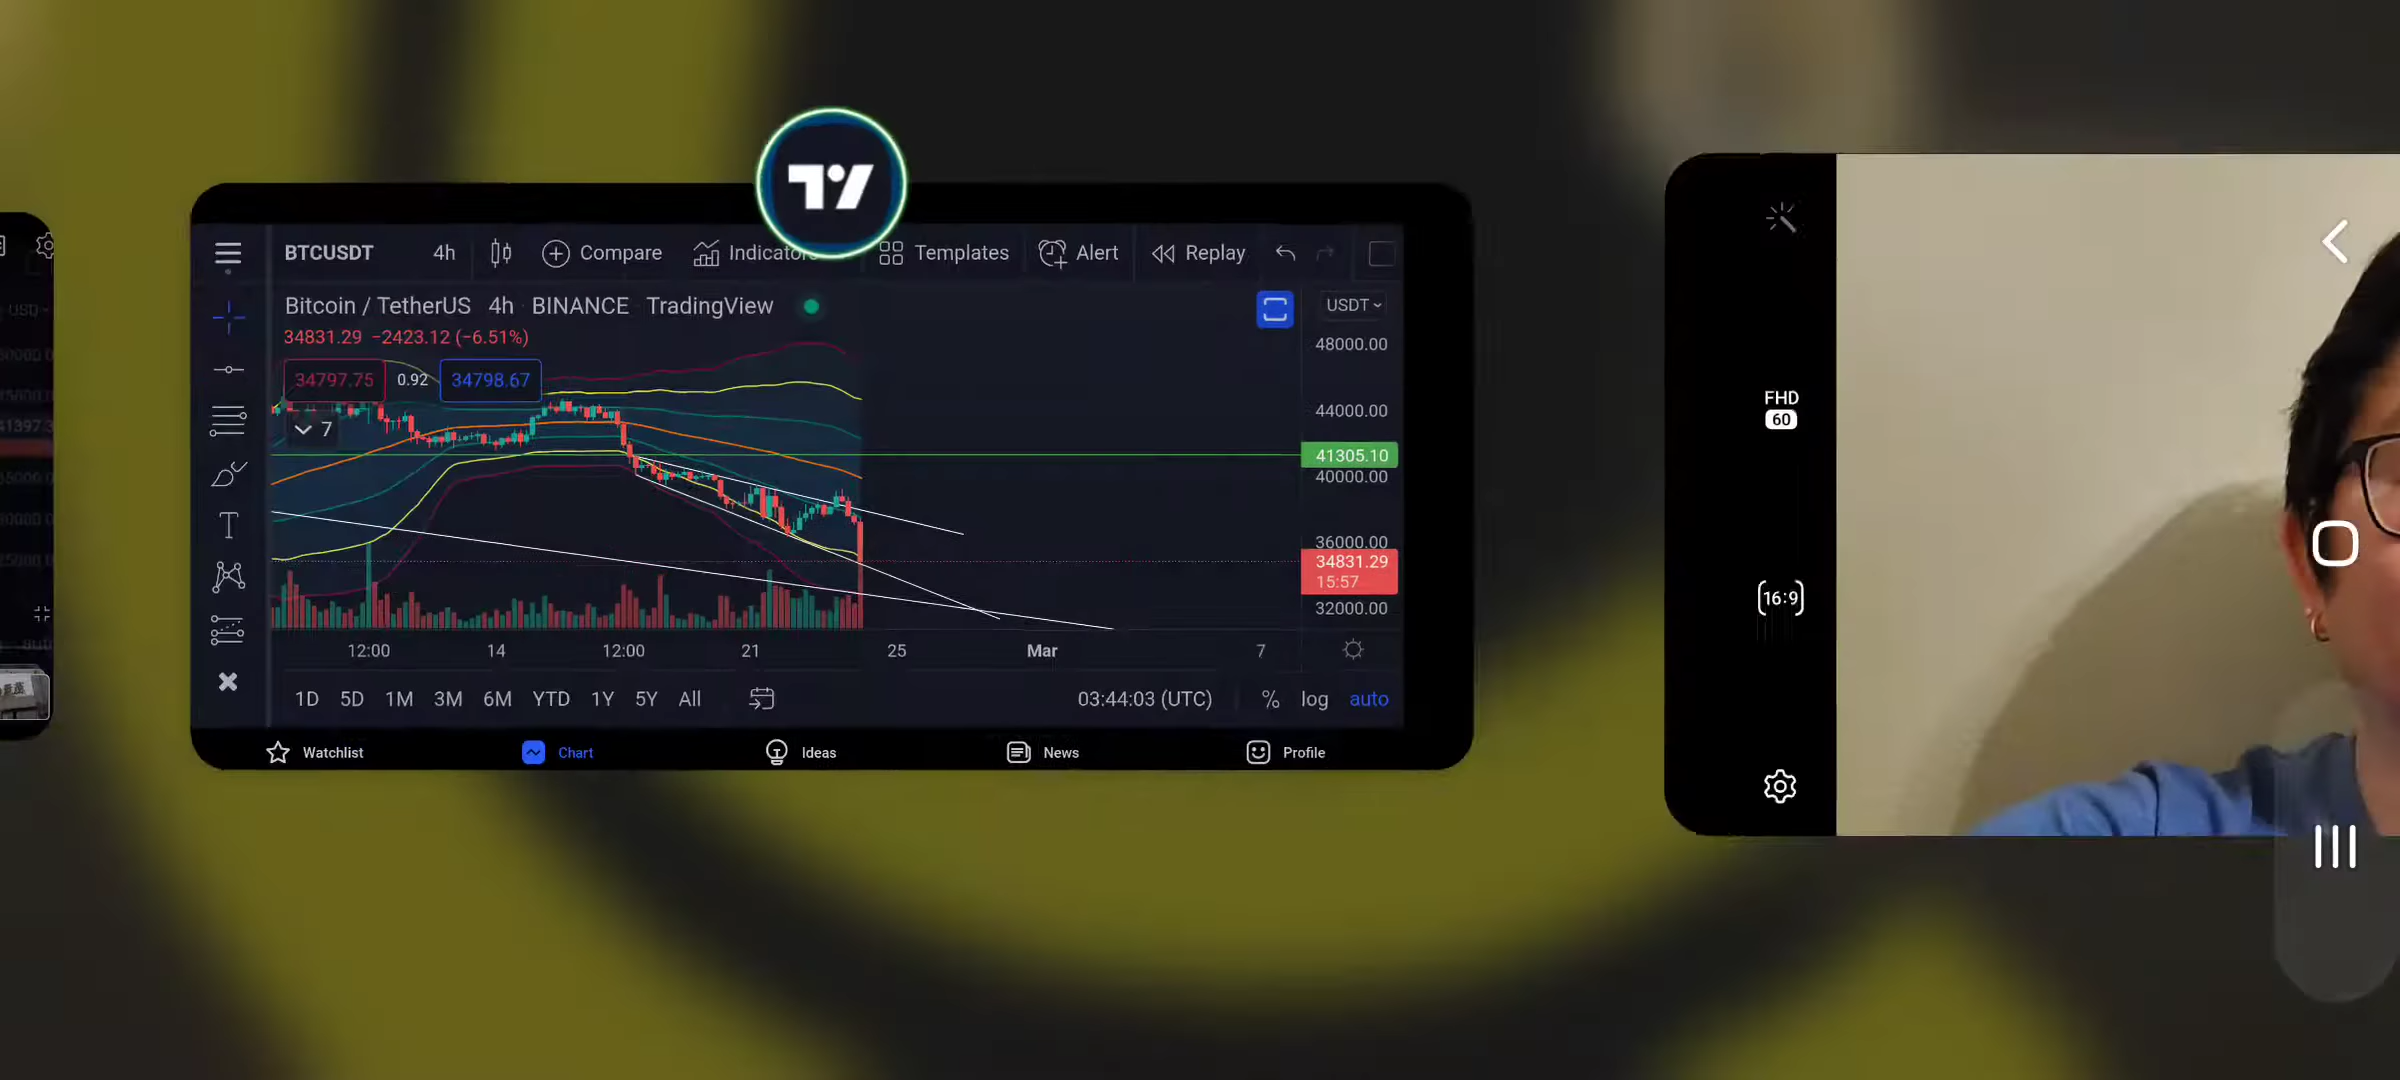 BTCUSDT 4h Compare Indicators Templates Alert Replay
Bitcoin / TetherUS 4h BINANCE TradingView
USDT
34831.29 −2423.12 (−6.51%)
34797.75 0.92 34798.67
7
48000.00
44000.00
41305.10
40000.00
36000.00
34831.29
15:57
32000.00
12:00 14 12:00 21 25 Mar 7
1D 5D 1M 3M 6M YTD 1Y 5Y All 03:44:03 (UTC) % log auto
Watchlist Chart Ideas News Profile
FHD
60
16:9